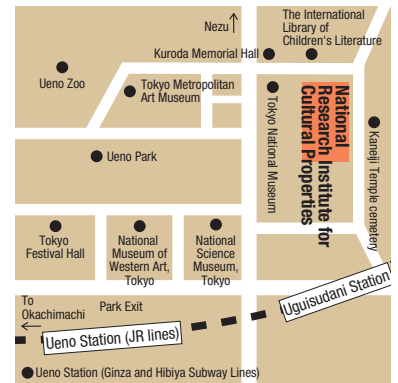 Nezu
The International
Library of
Children's Literature
Kuroda Memorial Hall
Ueno Zoo
Tokyo Metropolitan
Art Museum
National
Research Institute for
Cultural Properties
Tokyo National Museum
Kaneiji Temple cemetery
Ueno Park
Tokyo
Festival Hall
National
Museum of
Western Art,
Tokyo
National
Science
Museum,
Tokyo
Uguisudani Station
To
Okachimachi
Park Exit
Ueno Station (JR lines)
Ueno Station (Ginza and Hibiya Subway Lines)